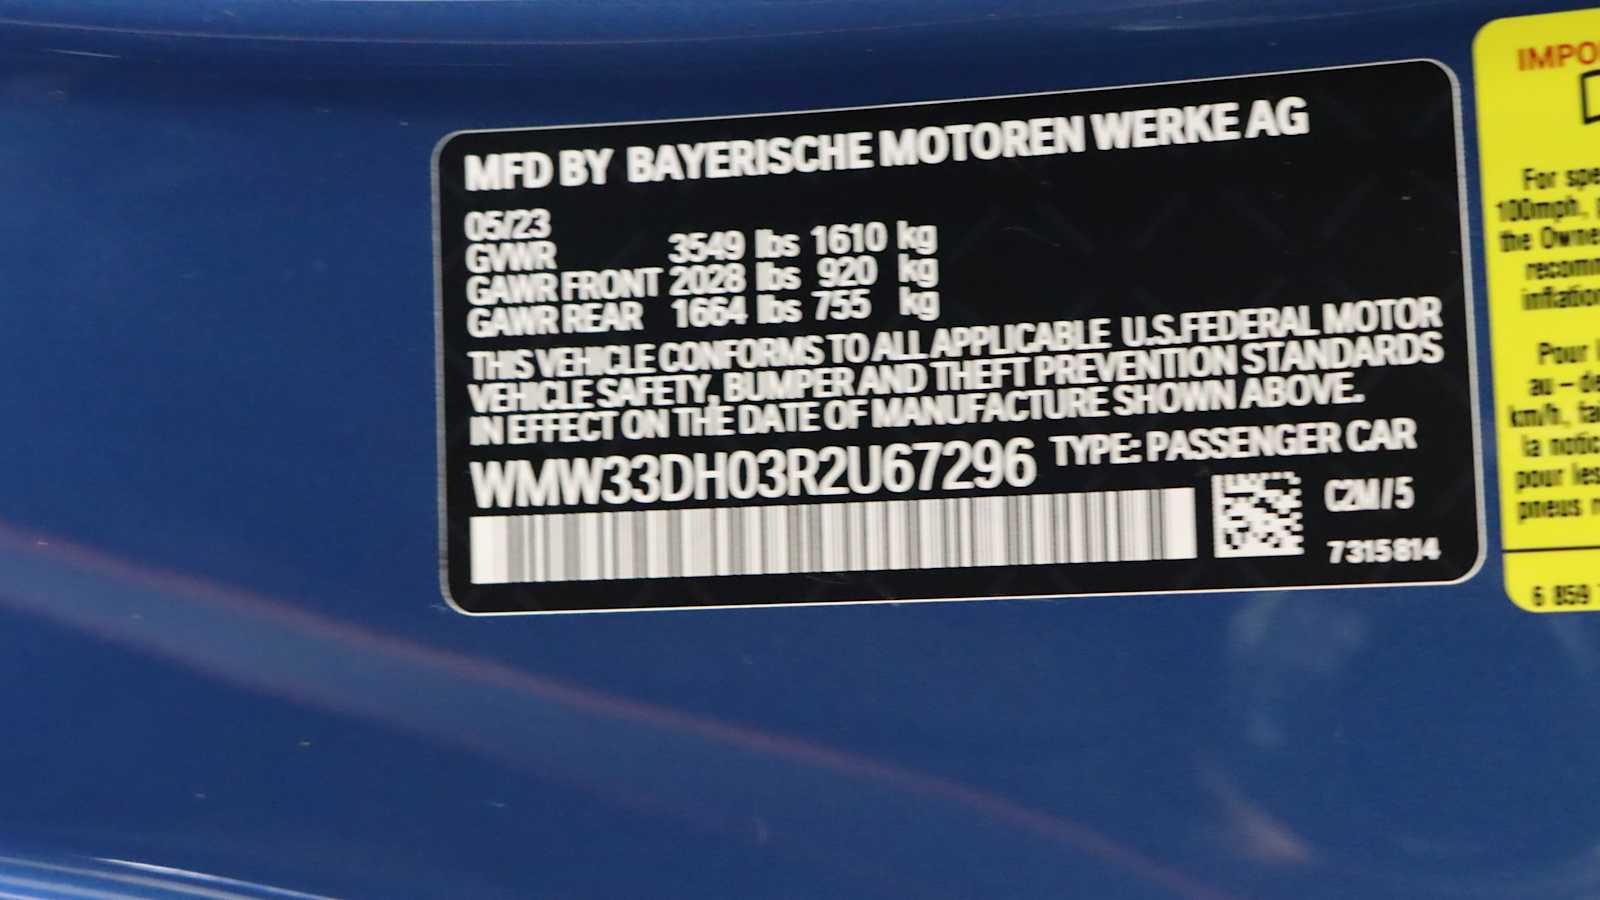 MFD BY BAYERISCHE MOTOREN WERKE AG
05/23
GVWR 3549 lbs 1610 kg
GAWR FRONT 2028 lbs 920 kg
GAWR REAR 1664 lbs 755 kg
THIS VEHICLE CONFORMS TO ALL APPLICABLE U.S.FEDERAL MOTOR
VEHICLE SAFETY, BUMPER AND THEFT PREVENTION STANDARDS
IN EFFECT ON THE DATE OF MANUFACTURE SHOWN ABOVE.
WMW33DH03R2U67296 TYPE: PASSENGER CAR
C2M/5
7315814
IMPO
For spe
100mph, p
the Owne
recomm
inflation
Pour l
au-de
km/h, fa
la notic
pour les
pneus
6 859